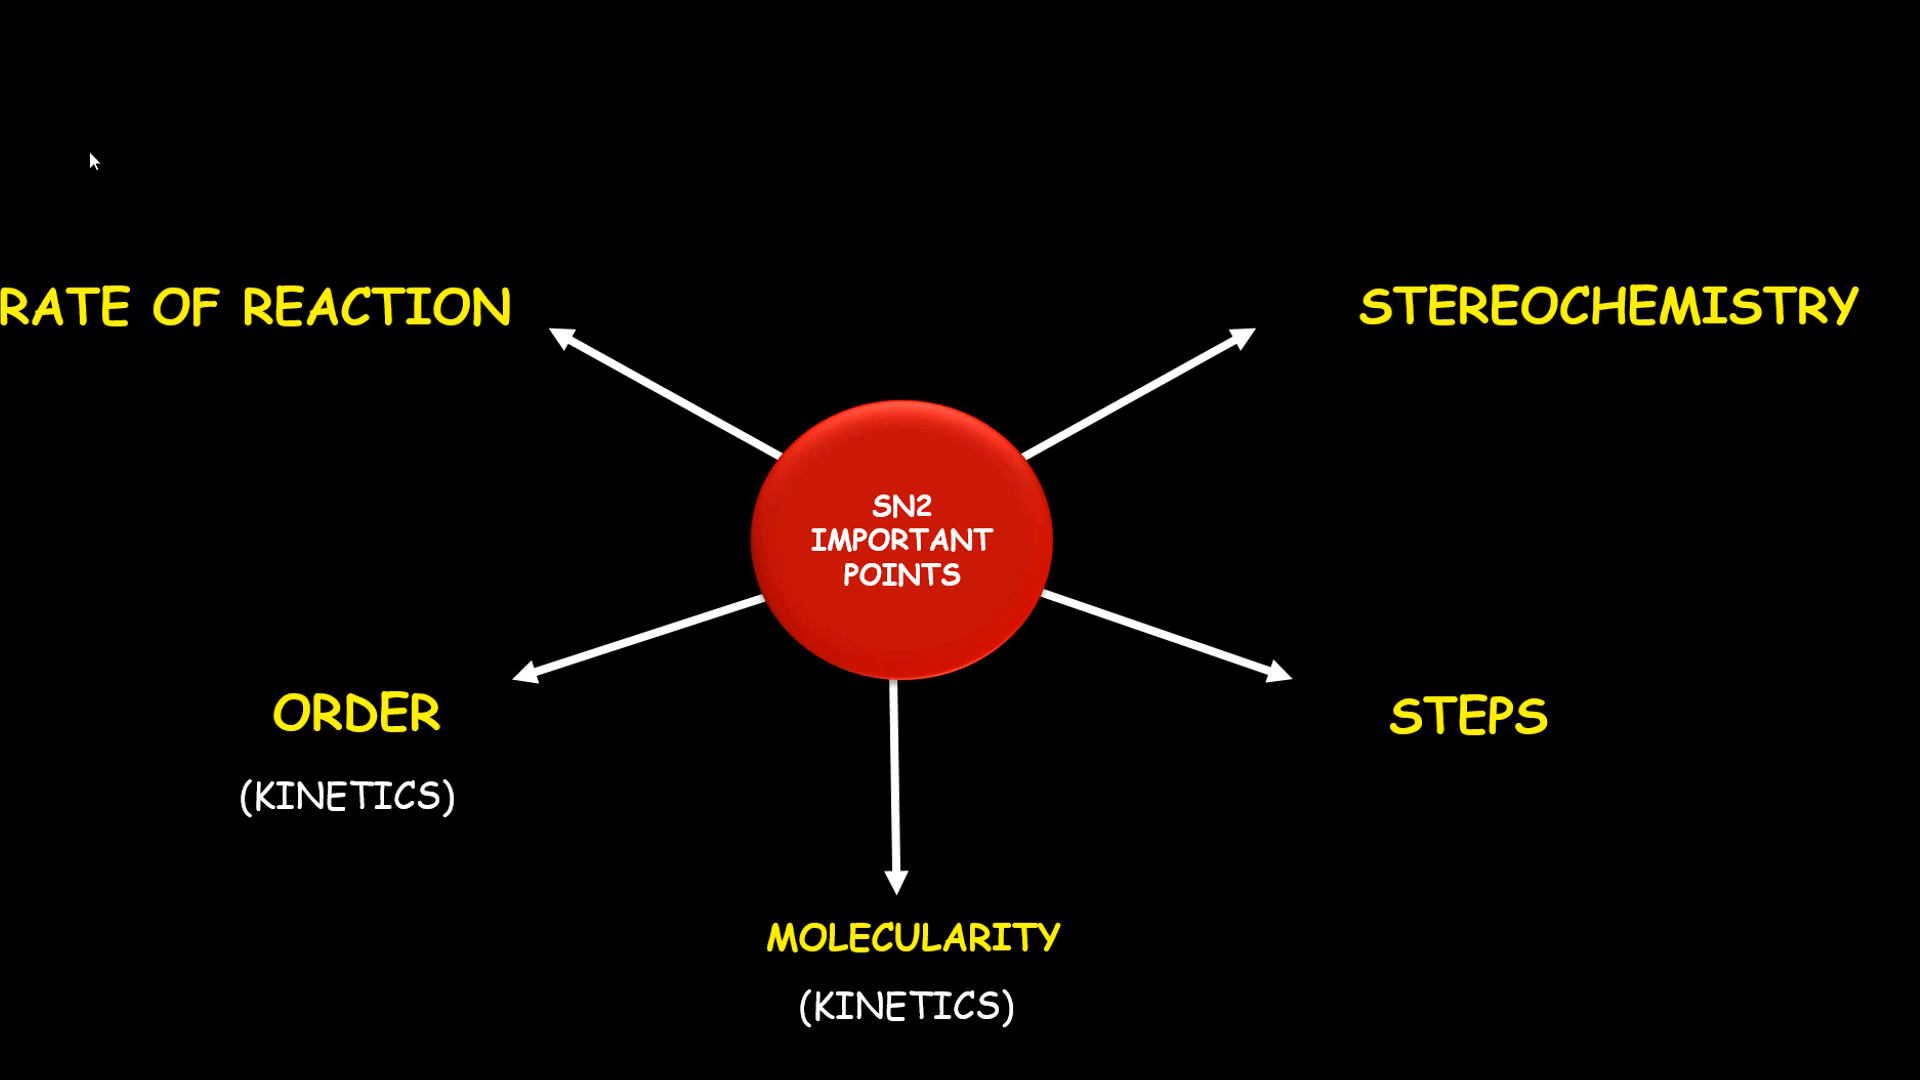 RATE OF REACTION
STEREOCHEMISTRY
SN2
IMPORTANT
POINTS
ORDER
(KINETICS)
STEPS
MOLECULARITY
(KINETICS)